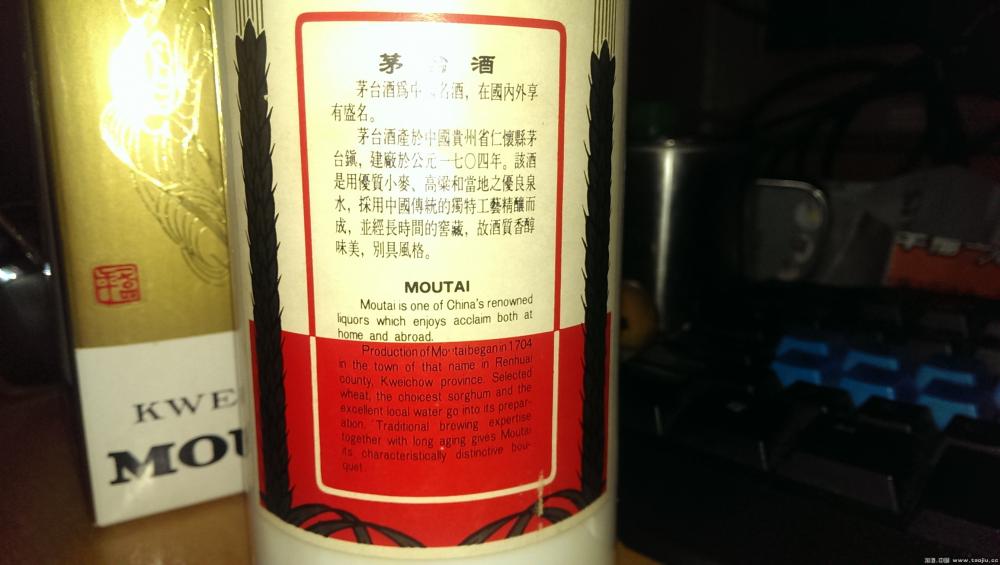 茅台酒
茅台酒爲中 名酒，在國內外享
有盛名。
茅台酒產於中國貴州省仁懷縣茅
台鎭，建廠於公元一七〇四年。該酒
是用優質小麥、高粱和當地之優良泉
水，採用中國傳統的獨特工藝精釀而
成，並經長時間的窖藏，故酒質香醇
味美，別具風格。
MOUTAI
Moutai is one of China's renowned
liquors which enjoys acclaim both at
home and abroad.
Production of Moutai began in 1704
in the town of that name in Renhuai
county, Kweichow province. Selected
wheat, the choicest sorghum and the
excellent local water go into its prepar-
ation. Traditional brewing expertise
together with long aging gives Moutai
its characteristically distinctive bou-
quet.
KWE
MOU
www.taojiu.cc